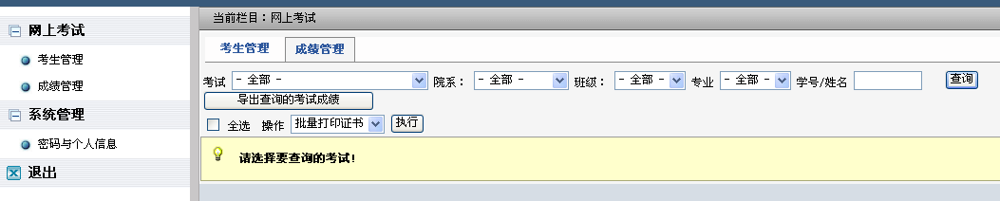 当前栏目：网上考试
网上考试
考生管理
成绩管理
系统管理
密码与个人信息
退出
考生管理 成绩管理
考试 - 全部 - 院系： - 全部 - 班级： - 全部 - 专业 - 全部 - 学号/姓名 查询
导出查询的考试成绩
全选 操作 批量打印证书 执行
请选择要查询的考试!